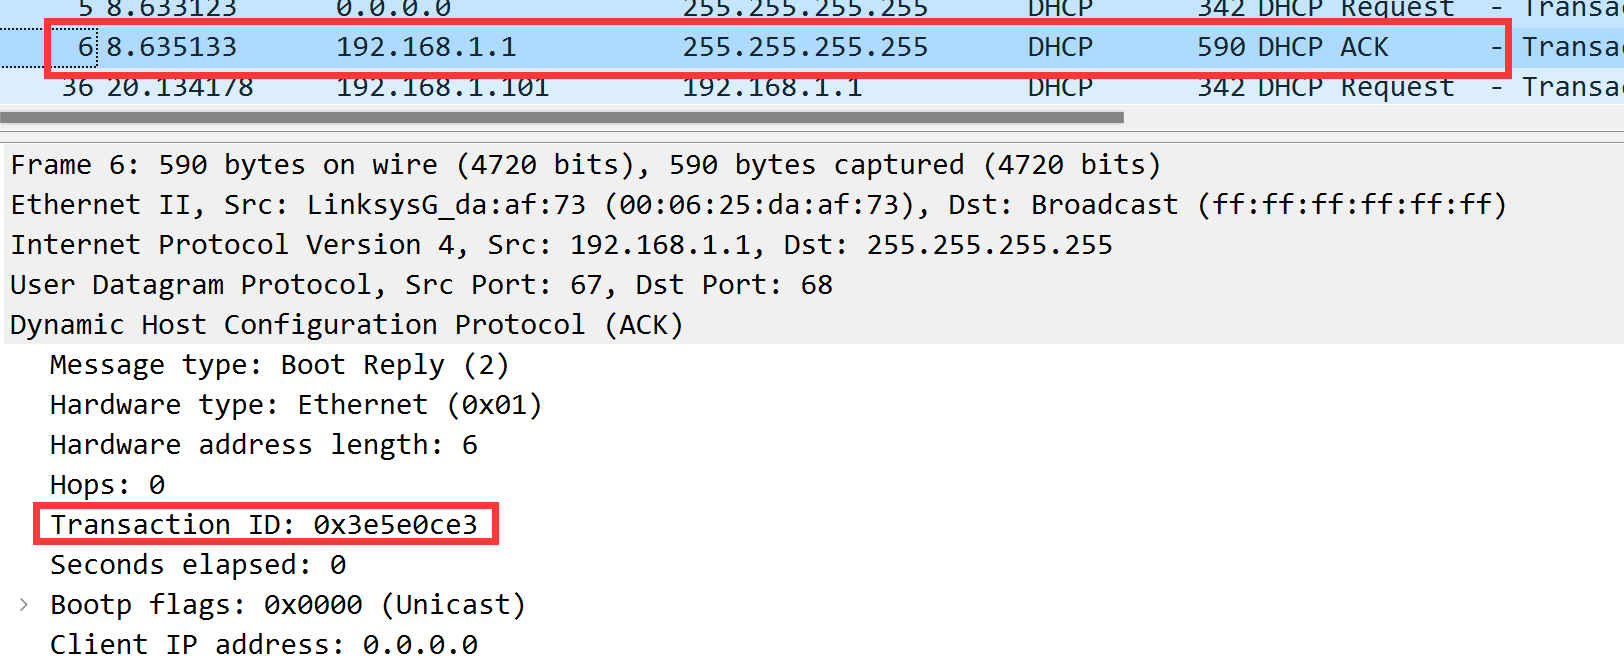 5 8.633123 0.0.0.0 255.255.255.255 DHCP 342 DHCP Request - Transac
6 8.635133 192.168.1.1 255.255.255.255 DHCP 590 DHCP ACK - Transac
36 20.134178 192.168.1.101 192.168.1.1 DHCP 342 DHCP Request - Transac
Frame 6: 590 bytes on wire (4720 bits), 590 bytes captured (4720 bits)
Ethernet II, Src: LinksysG_da:af:73 (00:06:25:da:af:73), Dst: Broadcast (ff:ff:ff:ff:ff:ff)
Internet Protocol Version 4, Src: 192.168.1.1, Dst: 255.255.255.255
User Datagram Protocol, Src Port: 67, Dst Port: 68
Dynamic Host Configuration Protocol (ACK)
Message type: Boot Reply (2)
Hardware type: Ethernet (0x01)
Hardware address length: 6
Hops: 0
Transaction ID: 0x3e5e0ce3
Seconds elapsed: 0
Bootp flags: 0x0000 (Unicast)
Client IP address: 0.0.0.0